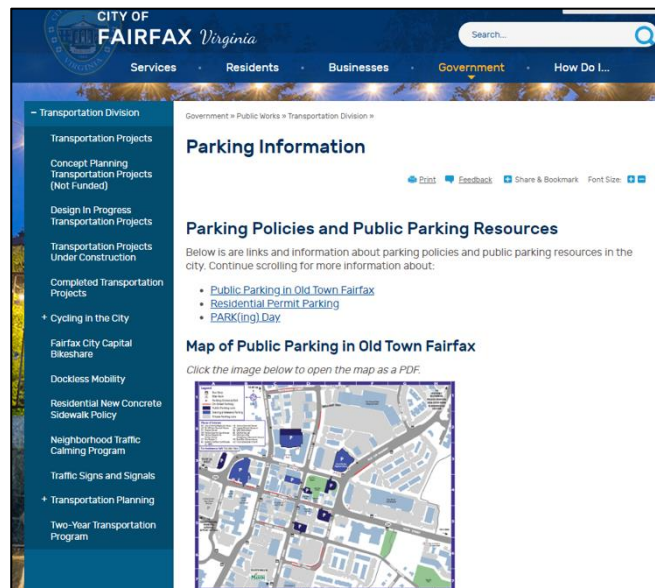 CITY OF
FAIRFAX Virginia
Search...
Services
Residents
Businesses
Government
How Do I...
− Transportation Division
Transportation Projects
Concept Planning
Transportation Projects
(Not Funded)
Design In Progress
Transportation Projects
Transportation Projects
Under Construction
Completed Transportation
Projects
+ Cycling in the City
Fairfax City Capital
Bikeshare
Dockless Mobility
Residential New Concrete
Sidewalk Policy
Neighborhood Traffic
Calming Program
Traffic Signs and Signals
+ Transportation Planning
Two-Year Transportation
Program
Government » Public Works » Transportation Division »
Parking Information
Print Feedback Share & Bookmark Font Size: + −
Parking Policies and Public Parking Resources
Below is are links and information about parking policies and public parking resources in the
city. Continue scrolling for more information about:
• Public Parking in Old Town Fairfax
• Residential Permit Parking
• PARK(ing) Day
Map of Public Parking in Old Town Fairfax
Click the image below to open the map as a PDF.